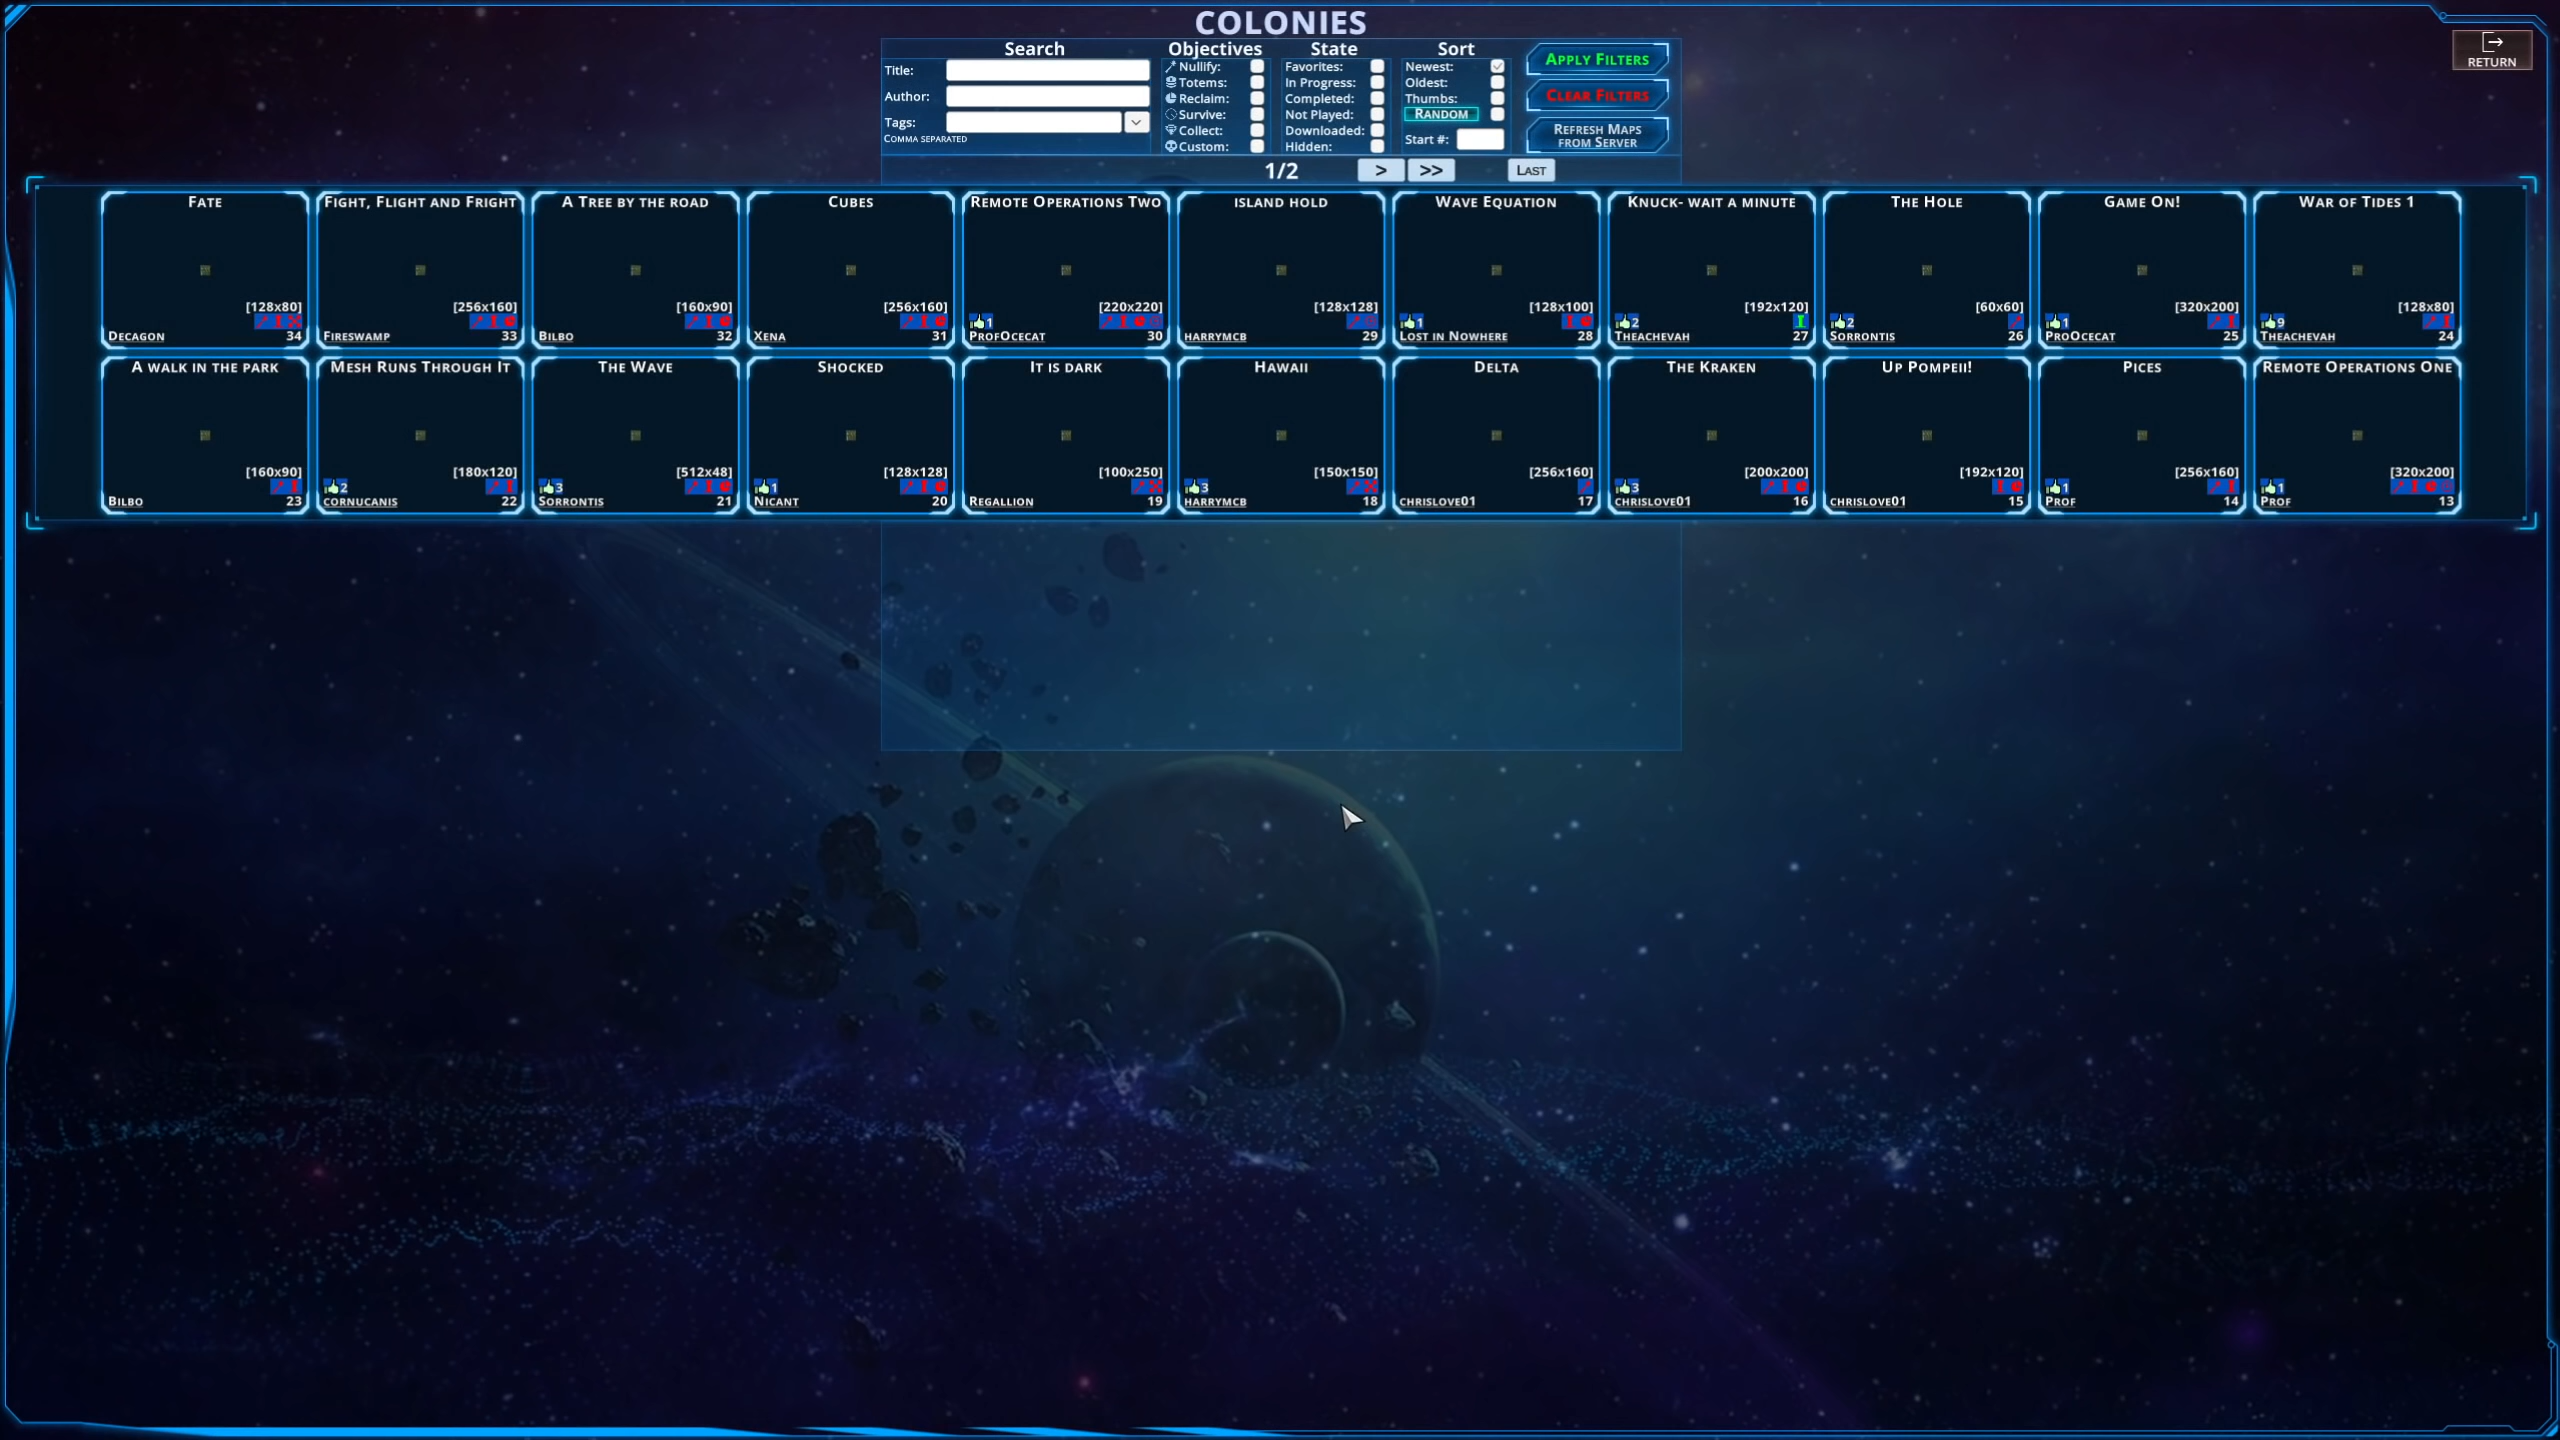 COLONIES
RETURN
Search
Title:
Author:
Tags:
COMMA SEPARATED
Objectives
Nullify:
Totems:
Reclaim:
Survive:
Collect:
Custom:
State
Favorites:
In Progress:
Completed:
Not Played:
Downloaded:
Hidden:
Sort
Newest:
Oldest:
Thumbs:
RANDOM
Start #:
APPLY FILTERS
CLEAR FILTERS
REFRESH MAPS
FROM SERVER
1/2
>
>>
LAST
FATE
[128x80]
DECAGON 34
FIGHT, FLIGHT AND FRIGHT
[256x160]
FIRESWAMP 33
A TREE BY THE ROAD
[160x90]
BILBO 32
CUBES
[256x160]
XENA 31
REMOTE OPERATIONS TWO
[220x220]
1
PROFOCECAT 30
ISLAND HOLD
[128x128]
HARRYMCB 29
WAVE EQUATION
[128x100]
1
LOST IN NOWHERE 28
KNUCK- WAIT A MINUTE
[192x120]
2
THEACHEVAH 27
THE HOLE
[60x60]
2
SORRONTIS 26
GAME ON!
[320x200]
1
PROOCECAT 25
WAR OF TIDES 1
[128x80]
9
THEACHEVAH 24
A WALK IN THE PARK
[160x90]
BILBO 23
MESH RUNS THROUGH IT
[180x120]
2
CORNUCANIS 22
THE WAVE
[512x48]
3
SORRONTIS 21
SHOCKED
[128x128]
1
NICANT 20
IT IS DARK
[100x250]
REGALLION 19
HAWAII
[150x150]
3
HARRYMCB 18
DELTA
[256x160]
CHRISLOVE01 17
THE KRAKEN
[200x200]
3
CHRISLOVE01 16
UP POMPEII!
[192x120]
CHRISLOVE01 15
PICES
[256x160]
1
PROF 14
REMOTE OPERATIONS ONE
[320x200]
1
PROF 13